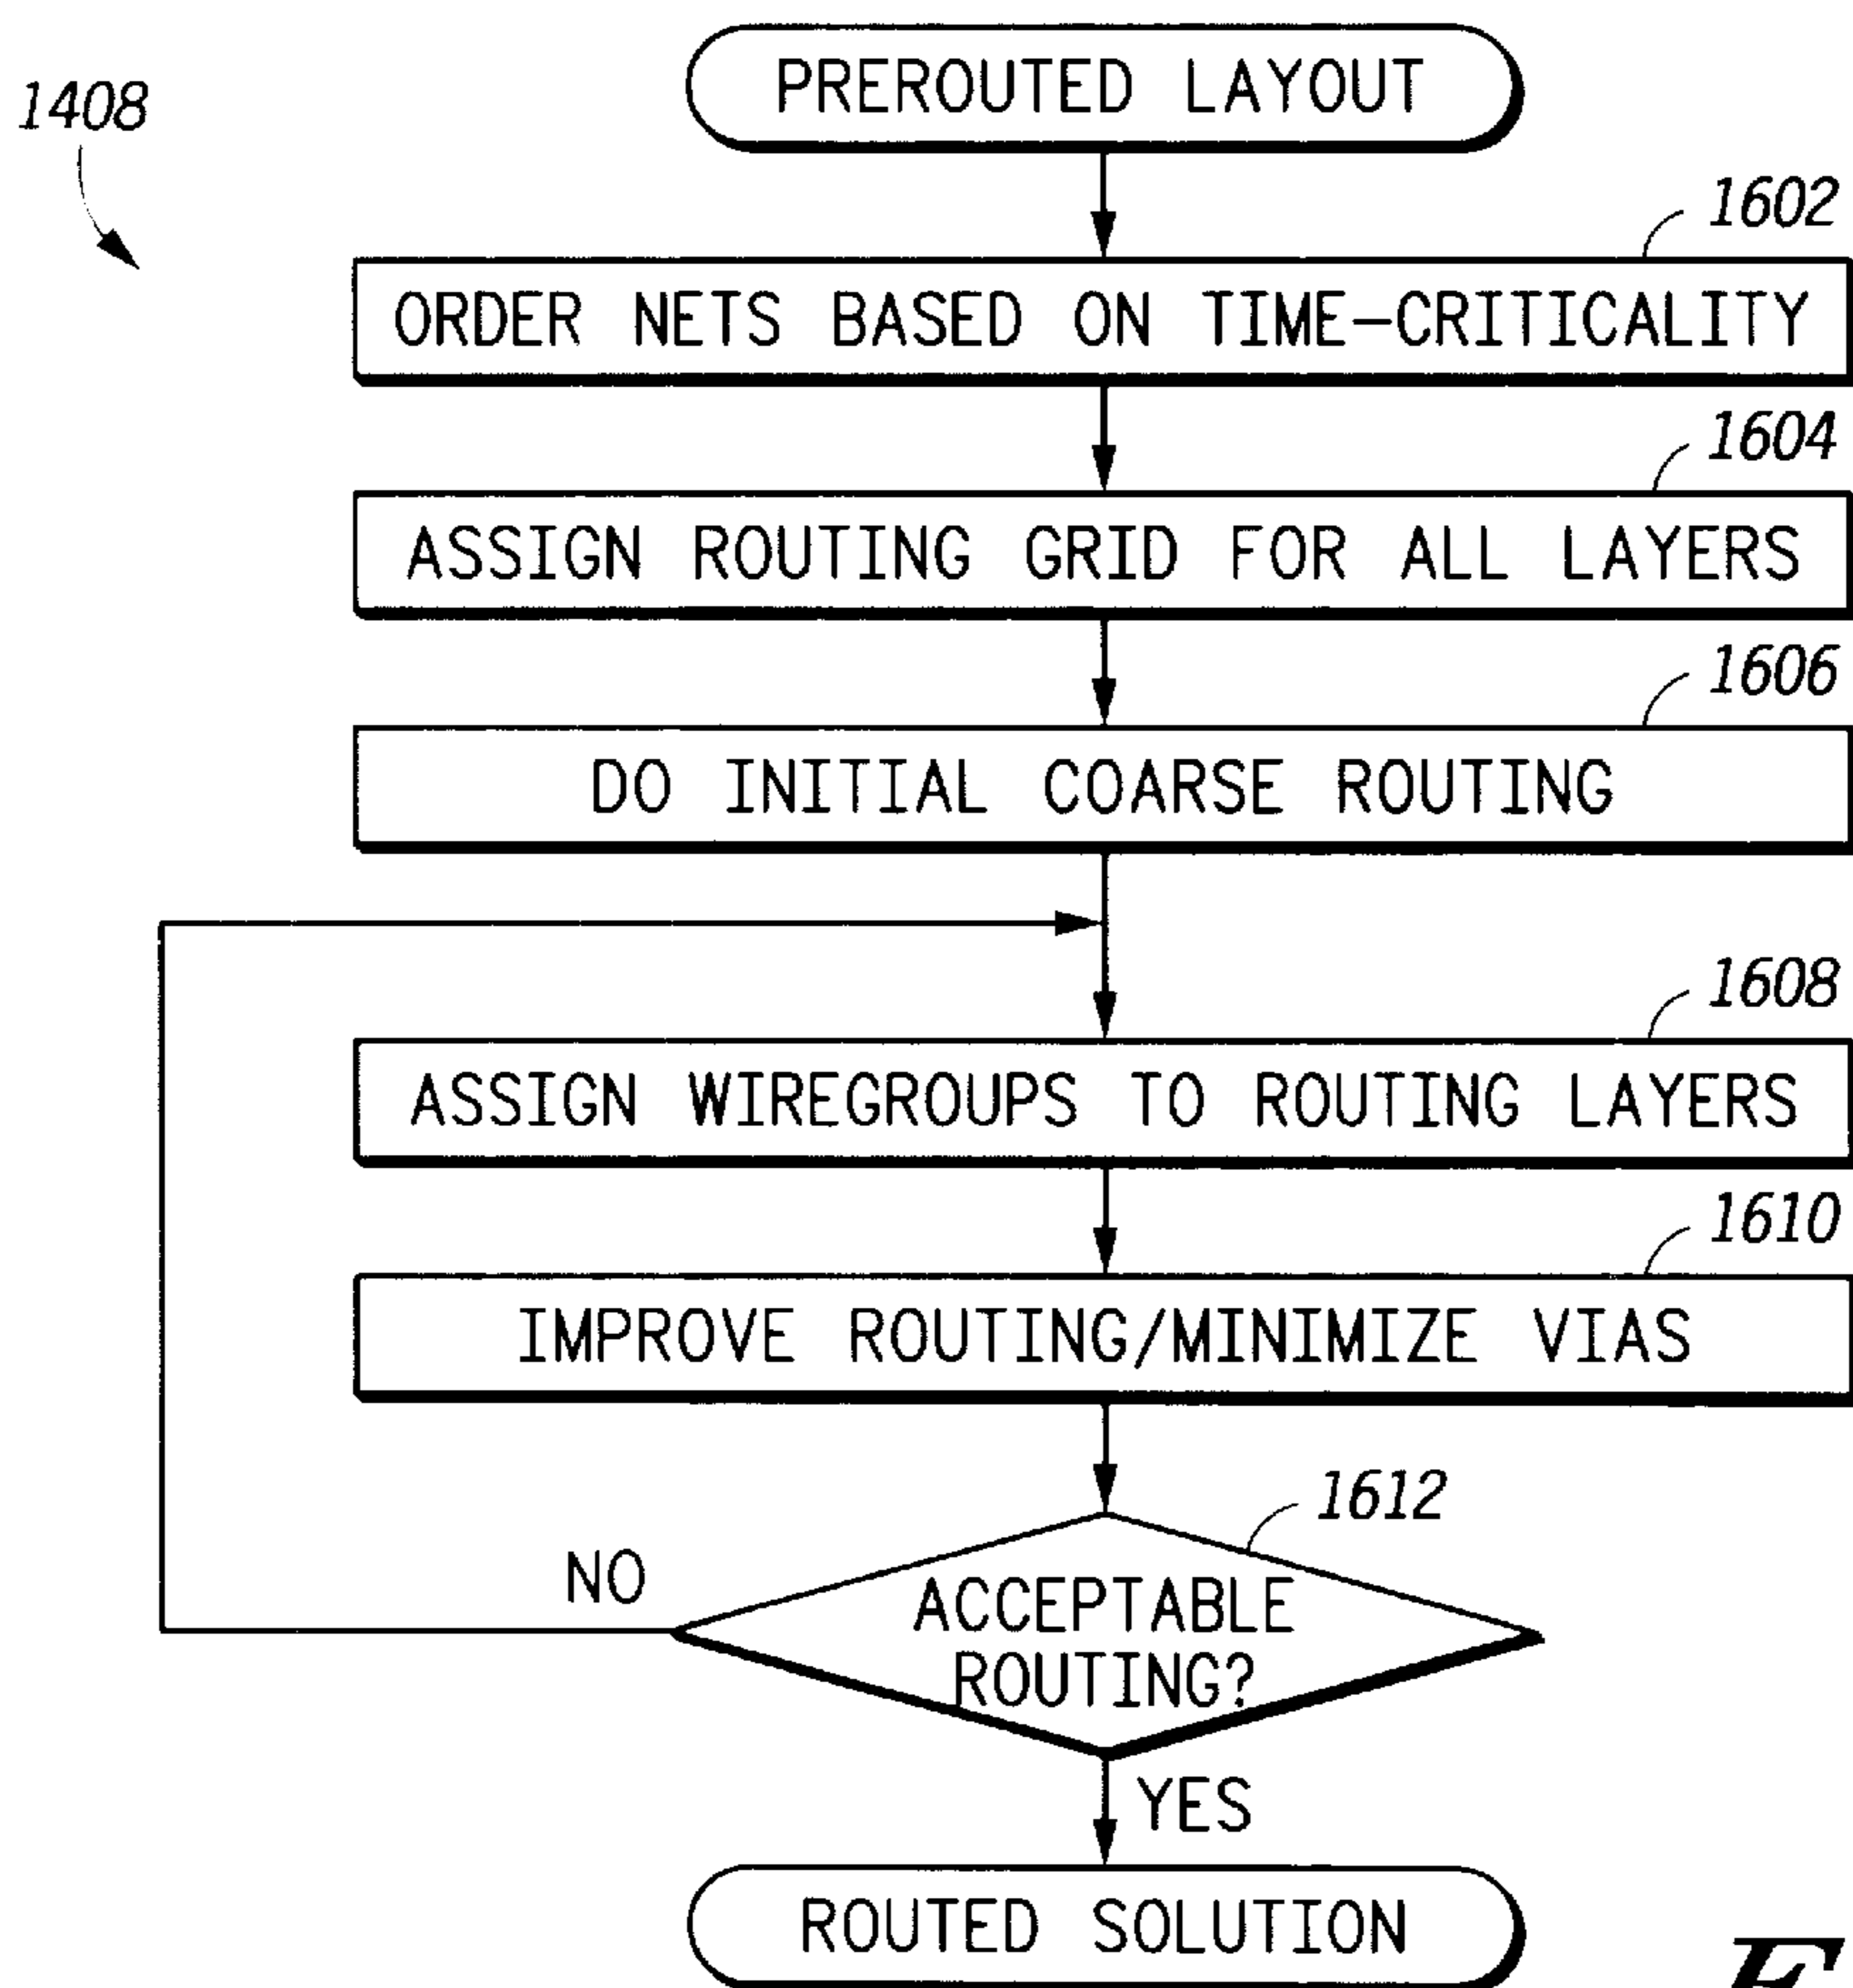 1408
PREROUTED LAYOUT
1602
ORDER NETS BASED ON TIME-CRITICALITY
1604
ASSIGN ROUTING GRID FOR ALL LAYERS
1606
DO INITIAL COARSE ROUTING
1608
ASSIGN WIREGROUPS TO ROUTING LAYERS
1610
IMPROVE ROUTING/MINIMIZE VIAS
1612
NO
ACCEPTABLE
ROUTING?
YES
ROUTED SOLUTION